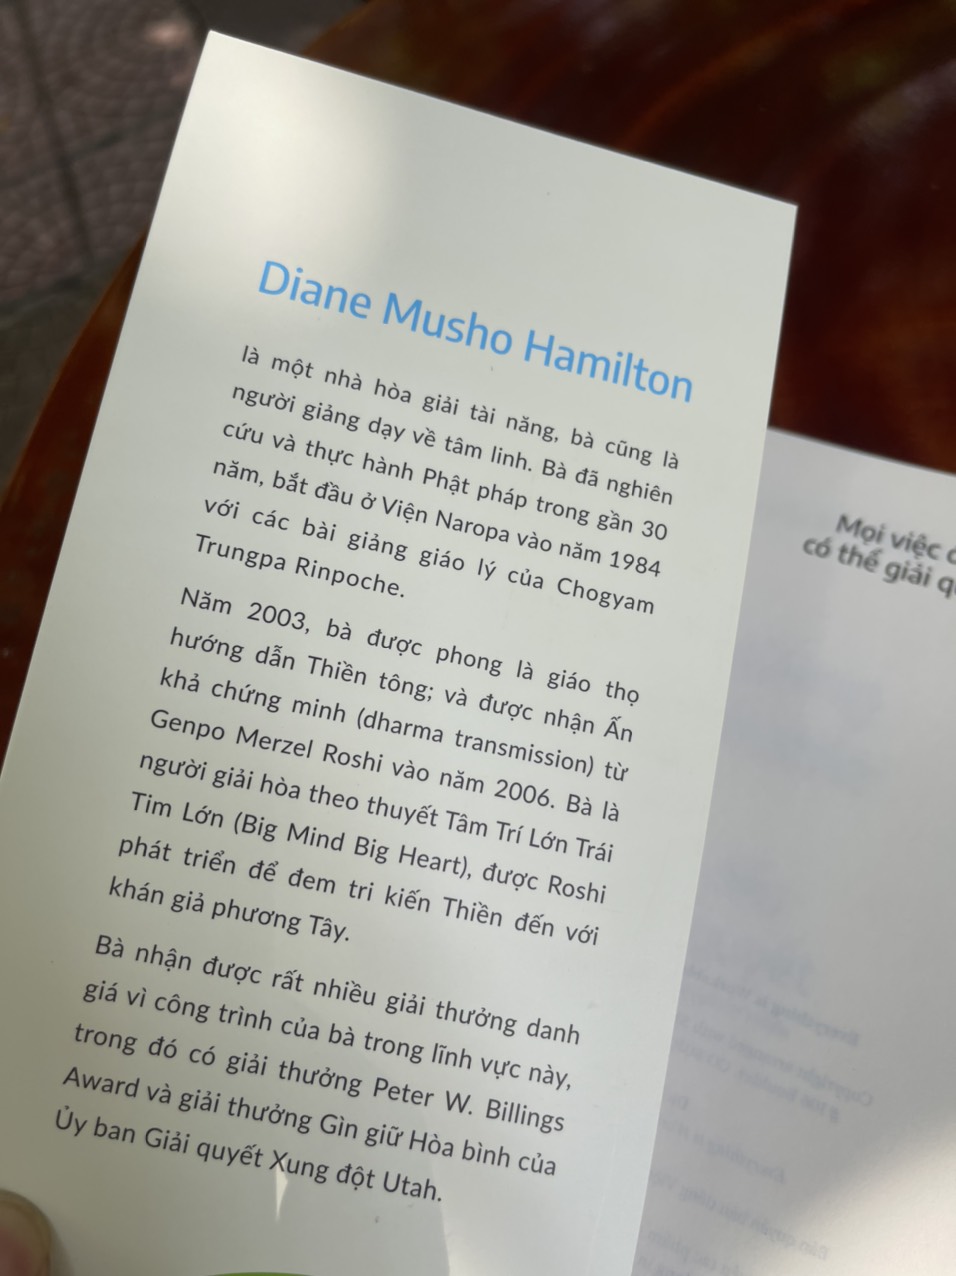 Diane Musho Hamilton
là một nhà hòa giải tài năng, bà cũng là
người giảng dạy về tâm linh. Bà đã nghiên
cứu và thực hành Phật pháp trong gần 30
năm, bắt đầu ở Viện Naropa vào năm 1984
với các bài giảng giáo lý của Chogyam
Trungpa Rinpoche.
Năm 2003, bà được phong là giáo thọ
hướng dẫn Thiền tông; và được nhận Ấn
khả chứng minh (dharma transmission) từ
Genpo Merzel Roshi vào năm 2006. Bà là
người giải hòa theo thuyết Tâm Trí Lớn Trái
Tim Lớn (Big Mind Big Heart), được Roshi
phát triển để đem tri kiến Thiền đến với
khán giả phương Tây.
Bà nhận được rất nhiều giải thưởng danh
giá vì công trình của bà trong lĩnh vực này,
trong đó có giải thưởng Peter W. Billings
Award và giải thưởng Gìn giữ Hòa bình của
Ủy ban Giải quyết Xung đột Utah.
Mọi việc
có thể giải